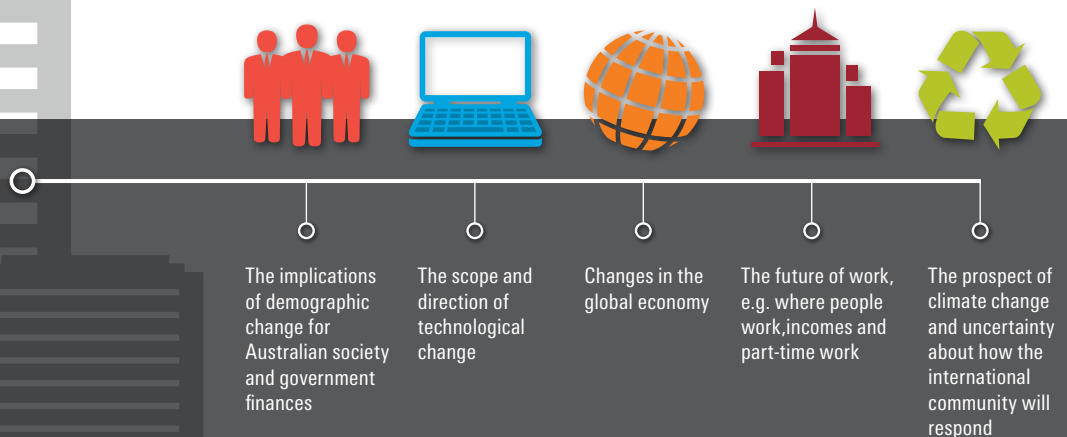 The implications
of demographic
change for
Australian society
and government
finances
The scope and
direction of
technological
change
Changes in the
global economy
The future of work,
e.g. where people
work,incomes and
part-time work
The prospect of
climate change
and uncertainty
about how the
international
community will
respond